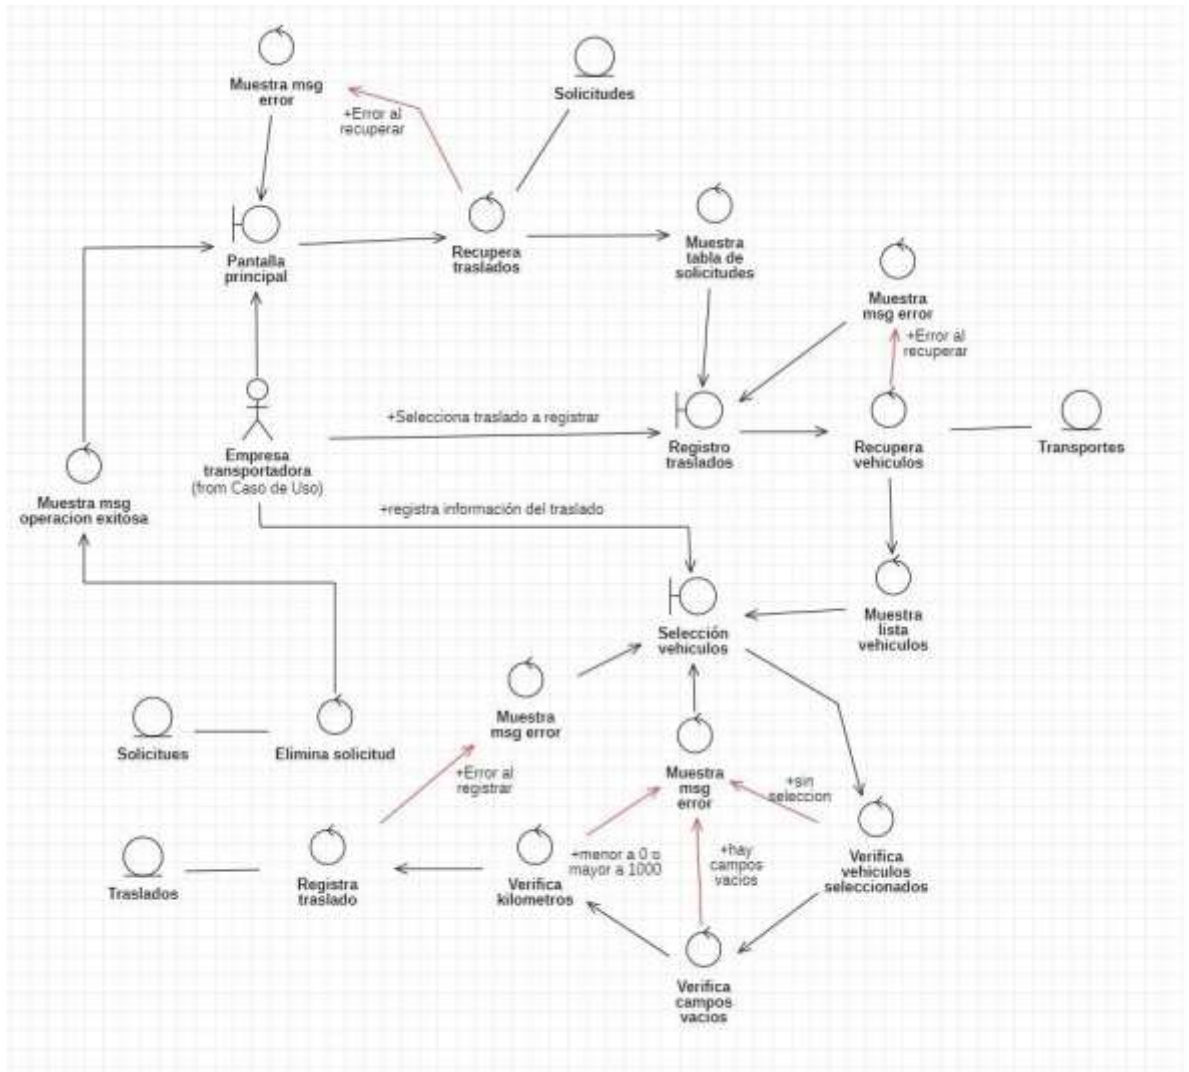 Muestra msg
error
Solicitudes
+Error al
recuperar
Pantalla
principal
Recupera
traslados
Muestra
tabla de
solicitudes
Muestra
msg error
+Error al
recuperar
+Selecciona traslado a registrar
Empresa
transportadora
(from Caso de Uso)
Registro
traslados
Recupera
vehiculos
Transportes
Muestra msg
operacion exitosa
+registra información del traslado
Selección
vehiculos
Muestra
lista
vehiculos
Muestra
msg error
Solicitues
Elimina solicitud
+Error al
registrar
Muestra
msg
error
+sin
seleccion
+menor a 0 o
mayor a 1000
+hay
campos
vacios
Traslados
Registra
traslado
Verifica
kilometros
Verifica
vehiculos
seleccionados
Verifica
campos
vacios